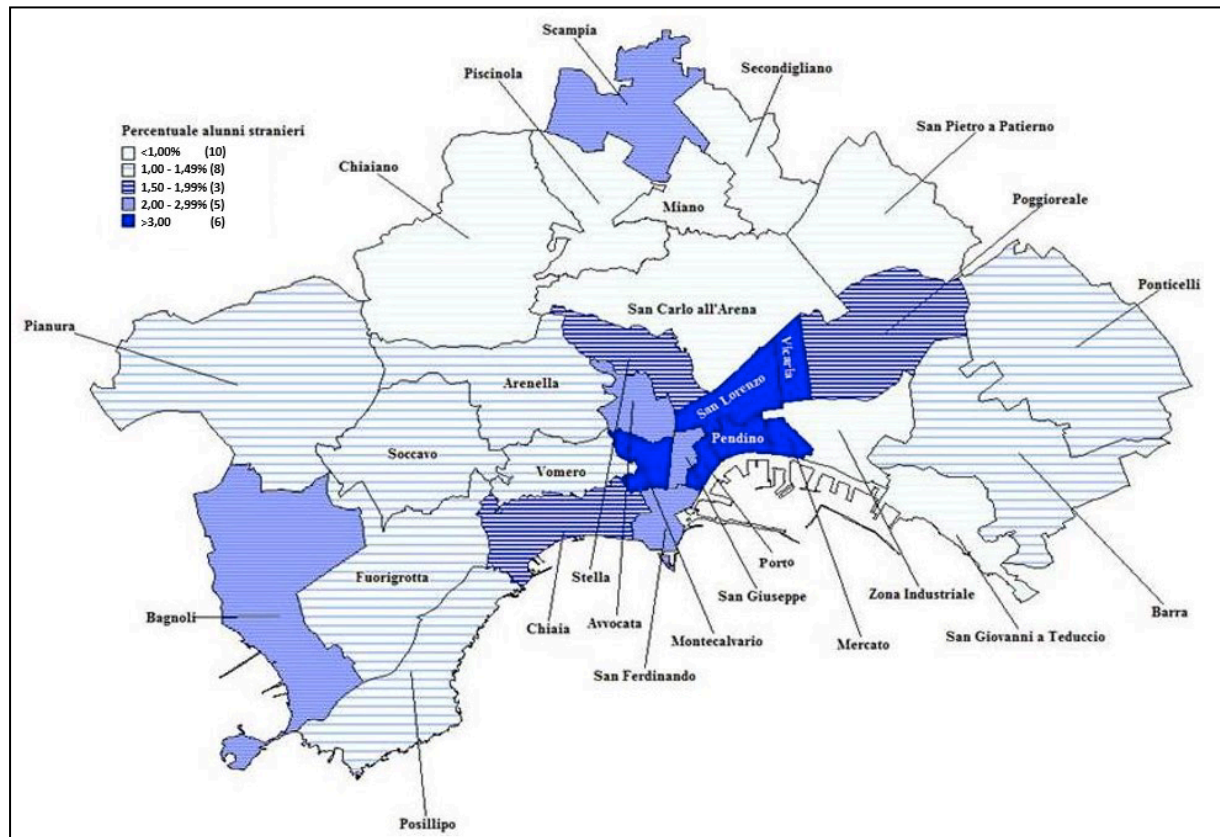 Scampia
Piscinola
Secondigliano
Percentuale alunni stranieri
<1,00% (10)
1,00 - 1,49% (8)
1,50 - 1,99% (3)
2,00 - 2,99% (5)
>3,00 (6)
San Pietro a Patierno
Chiaiano
Poggioreale
Miano
Ponticelli
San Carlo all'Arena
Pianura
Vicaria
Arenella
San Lorenzo
Pendino
Soccavo
Vomero
Fuorigrotta
Stella
Porto
Bagnoli
Chiaia
Avvocata
San Giuseppe
Zona Industriale
Barra
Montecalvario
Mercato
San Giovanni a Teduccio
San Ferdinando
Posillipo